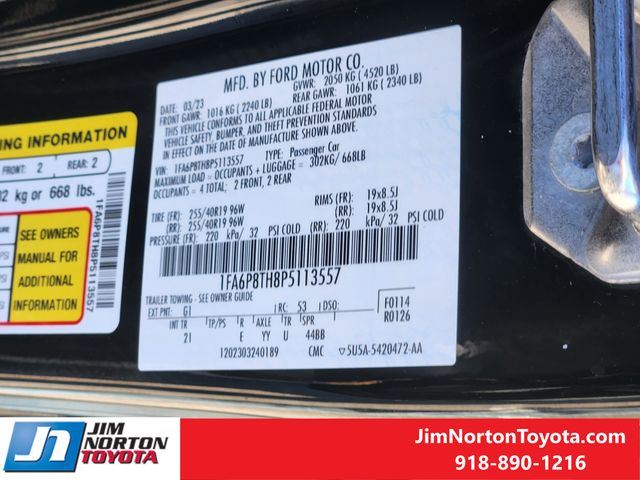 MFD. BY FORD MOTOR CO.
DATE: 03/23 GVWR: 2050 KG ( 4520 LB)
FRONT GAWR: 1016 KG ( 2240 LB) REAR GAWR: 1061 KG ( 2340 LB)
THIS VEHICLE CONFORMS TO ALL APPLICABLE FEDERAL MOTOR
VEHICLE SAFETY, BUMPER, AND THEFT PREVENTION STANDARDS
IN EFFECT ON THE DATE OF MANUFACTURE SHOWN ABOVE.
VIN: 1FA6P8TH8P5113557 TYPE: Passenger Car
MAXIMUM LOAD = OCCUPANTS + LUGGAGE = 302KG/ 668LB
OCCUPANTS = 4 TOTAL; 2 FRONT, 2 REAR
TIRE (FR): 255/40R19 96W RIMS (FR): 19x8.5J
(RR): 255/40R19 96W (RR): 19x8.5J
PRESSURE (FR): 220 kPa/ 32 PSI COLD (RR): 220 kPa/ 32 PSI COLD
1FA6P8TH8P5113557
TRAILER TOWING - SEE OWNER GUIDE
EXT PNT: G1 RC: 53 DSO: F0114
R0126
INT TR TP/PS R AXLE TR SPR
21 E YY U 44BB
1202303240189 CMC ▽5U5A-5420472-AA
NG INFORMATION
FRONT: 2 REAR: 2
02 kg or 668 lbs.
SEE OWNERS
MANUAL FOR
ADDITIONAL
INFORMATION
1FA6P8TH8P5113557
JIM
NORTON
TOYOTA
JimNortonToyota.com
918-890-1216